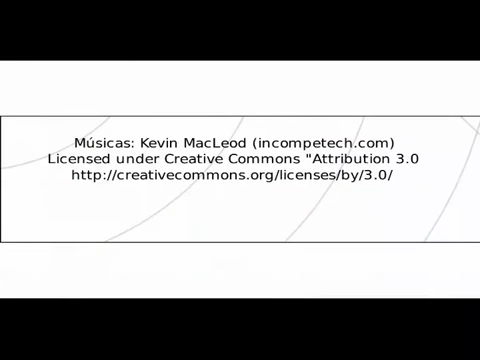 Músicas: Kevin MacLeod (incompetech.com)
Licensed under Creative Commons "Attribution 3.0
http://creativecommons.org/licenses/by/3.0/